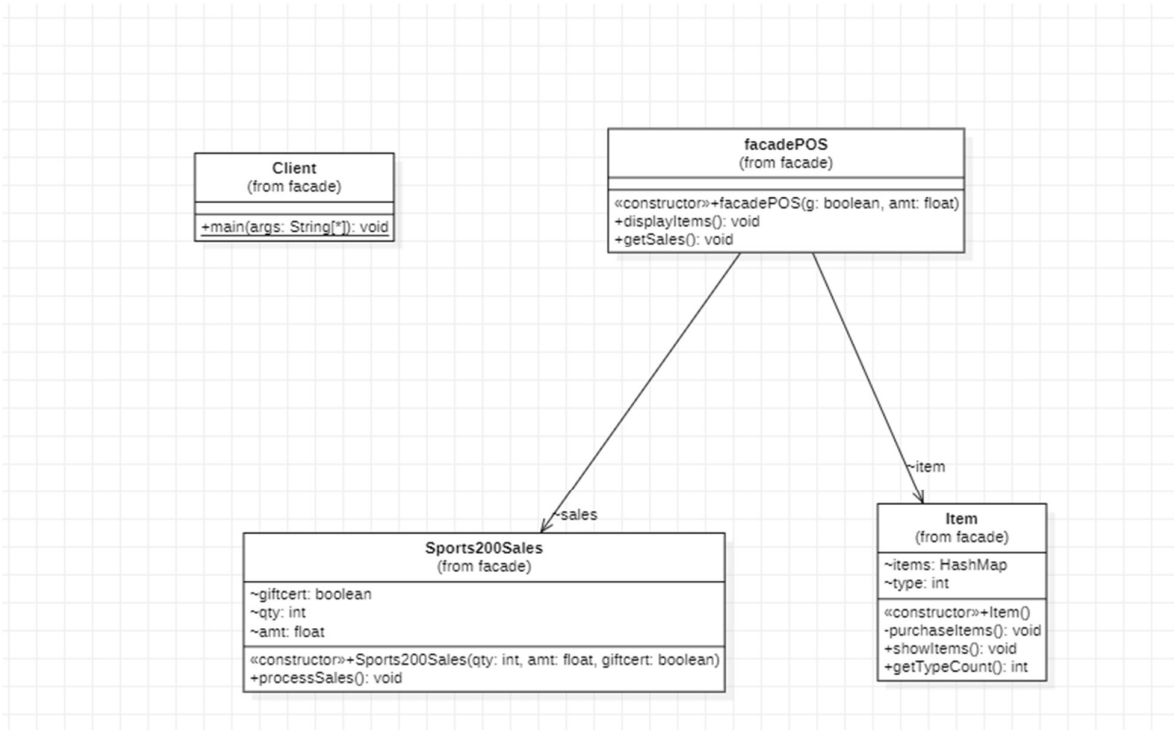 Client
(from facade)
+main(args: String[*]): void
facadePOS
(from facade)
«constructor»+facadePOS(g: boolean, amt: float)
+displayItems(): void
+getSales(): void
~sales
~item
Sports200Sales
(from facade)
~giftcert: boolean
~qty: int
~amt: float
«constructor»+Sports200Sales(qty: int, amt: float, giftcert: boolean)
+processSales(): void
Item
(from facade)
~items: HashMap
~type: int
«constructor»+Item()
-purchaseItems(): void
+showItems(): void
+getTypeCount(): int